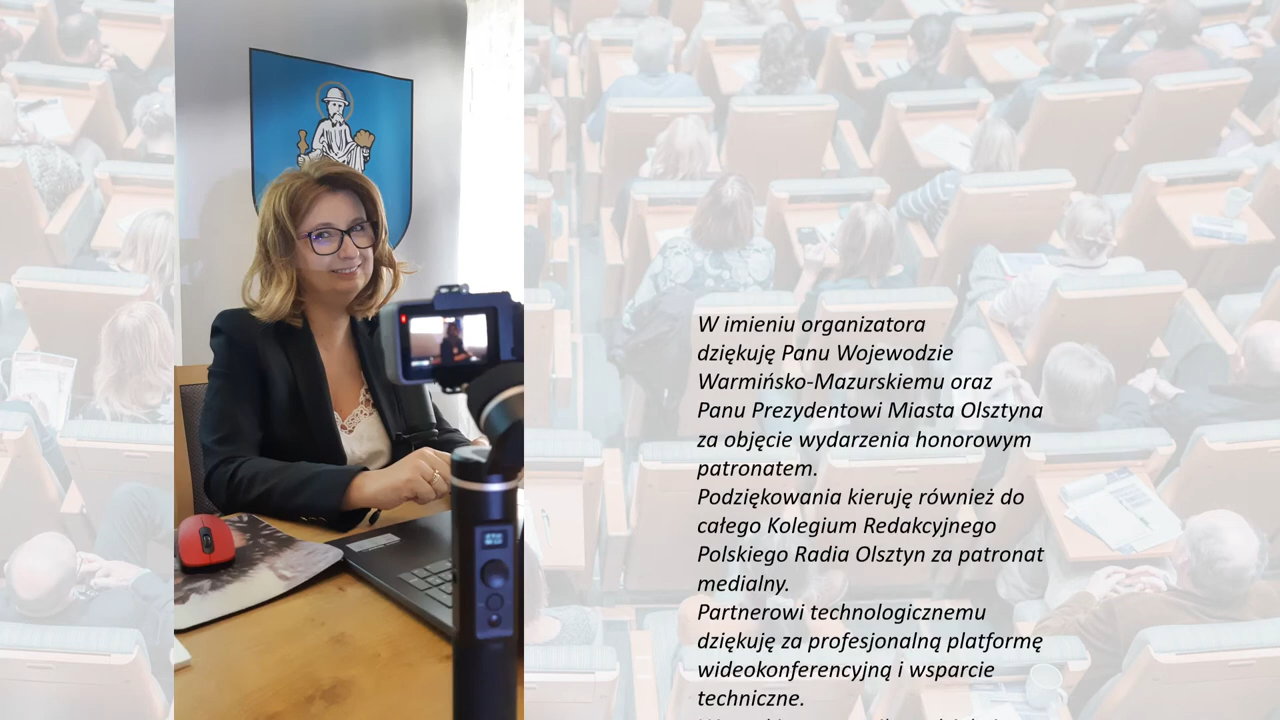 W imieniu organizatora
dziękuję Panu Wojewodzie
Warmińsko-Mazurskiemu oraz
Panu Prezydentowi Miasta Olsztyna
za objęcie wydarzenia honorowym
patronatem.
Podziękowania kieruję również do
całego Kolegium Redakcyjnego
Polskiego Radia Olsztyn za patronat
medialny.
Partnerowi technologicznemu
dziękuję za profesjonalną platformę
wideokonferencyjną i wsparcie
techniczne.